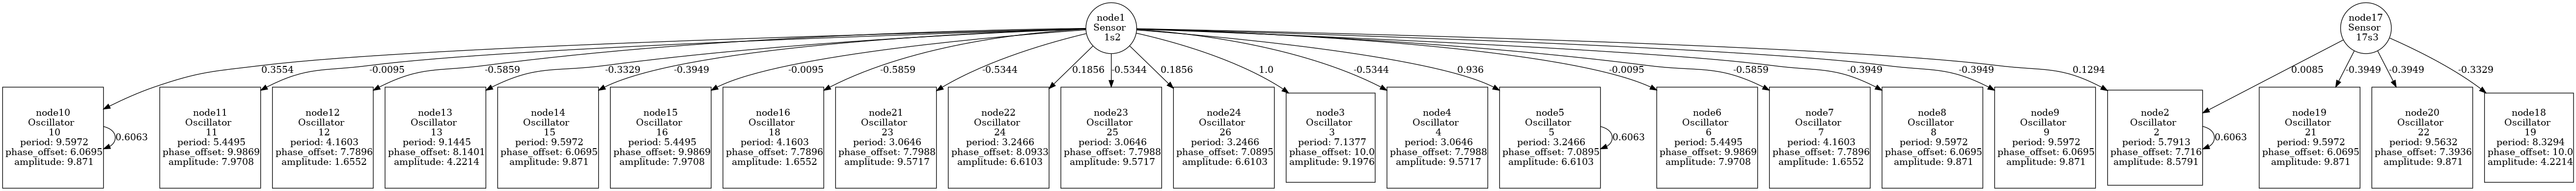 node1
Sensor
1s2
node17
Sensor
17s3
0.3554
-0.0095
-0.5859
-0.3329
-0.3949
-0.0095
-0.5859
-0.5344
0.1856
-0.5344
0.1856
1.0
-0.5344
0.936
-0.0095
-0.5859
-0.3949
-0.3949
0.1294
0.0085
-0.3949
-0.3949
-0.3329
node10
Oscillator
10
period: 9.5972
phase_offset: 6.0695
amplitude: 9.871
0.6063
node11
Oscillator
11
period: 5.4495
phase_offset: 9.9869
amplitude: 7.9708
node12
Oscillator
12
period: 4.1603
phase_offset: 7.7896
amplitude: 1.6552
node13
Oscillator
13
period: 9.1445
phase_offset: 8.1401
amplitude: 4.2214
node14
Oscillator
15
period: 9.5972
phase_offset: 6.0695
amplitude: 9.871
node15
Oscillator
16
period: 5.4495
phase_offset: 9.9869
amplitude: 7.9708
node16
Oscillator
18
period: 4.1603
phase_offset: 7.7896
amplitude: 1.6552
node21
Oscillator
23
period: 3.0646
phase_offset: 7.7988
amplitude: 9.5717
node22
Oscillator
24
period: 3.2466
phase_offset: 8.0933
amplitude: 6.6103
node23
Oscillator
25
period: 3.0646
phase_offset: 7.7988
amplitude: 9.5717
node24
Oscillator
26
period: 3.2466
phase_offset: 7.0895
amplitude: 6.6103
node3
Oscillator
3
period: 7.1377
phase_offset: 10.0
amplitude: 9.1976
node4
Oscillator
4
period: 3.0646
phase_offset: 7.7988
amplitude: 9.5717
node5
Oscillator
5
period: 3.2466
phase_offset: 7.0895
amplitude: 6.6103
0.6063
node6
Oscillator
6
period: 5.4495
phase_offset: 9.9869
amplitude: 7.9708
node7
Oscillator
7
period: 4.1603
phase_offset: 7.7896
amplitude: 1.6552
node8
Oscillator
8
period: 9.5972
phase_offset: 6.0695
amplitude: 9.871
node9
Oscillator
9
period: 9.5972
phase_offset: 6.0695
amplitude: 9.871
node2
Oscillator
2
period: 5.7913
phase_offset: 7.716
amplitude: 8.5791
0.6063
node19
Oscillator
21
period: 9.5972
phase_offset: 6.0695
amplitude: 9.871
node20
Oscillator
22
period: 9.5632
phase_offset: 7.3936
amplitude: 9.871
node18
Oscillator
19
period: 8.3294
phase_offset: 10.0
amplitude: 4.2214